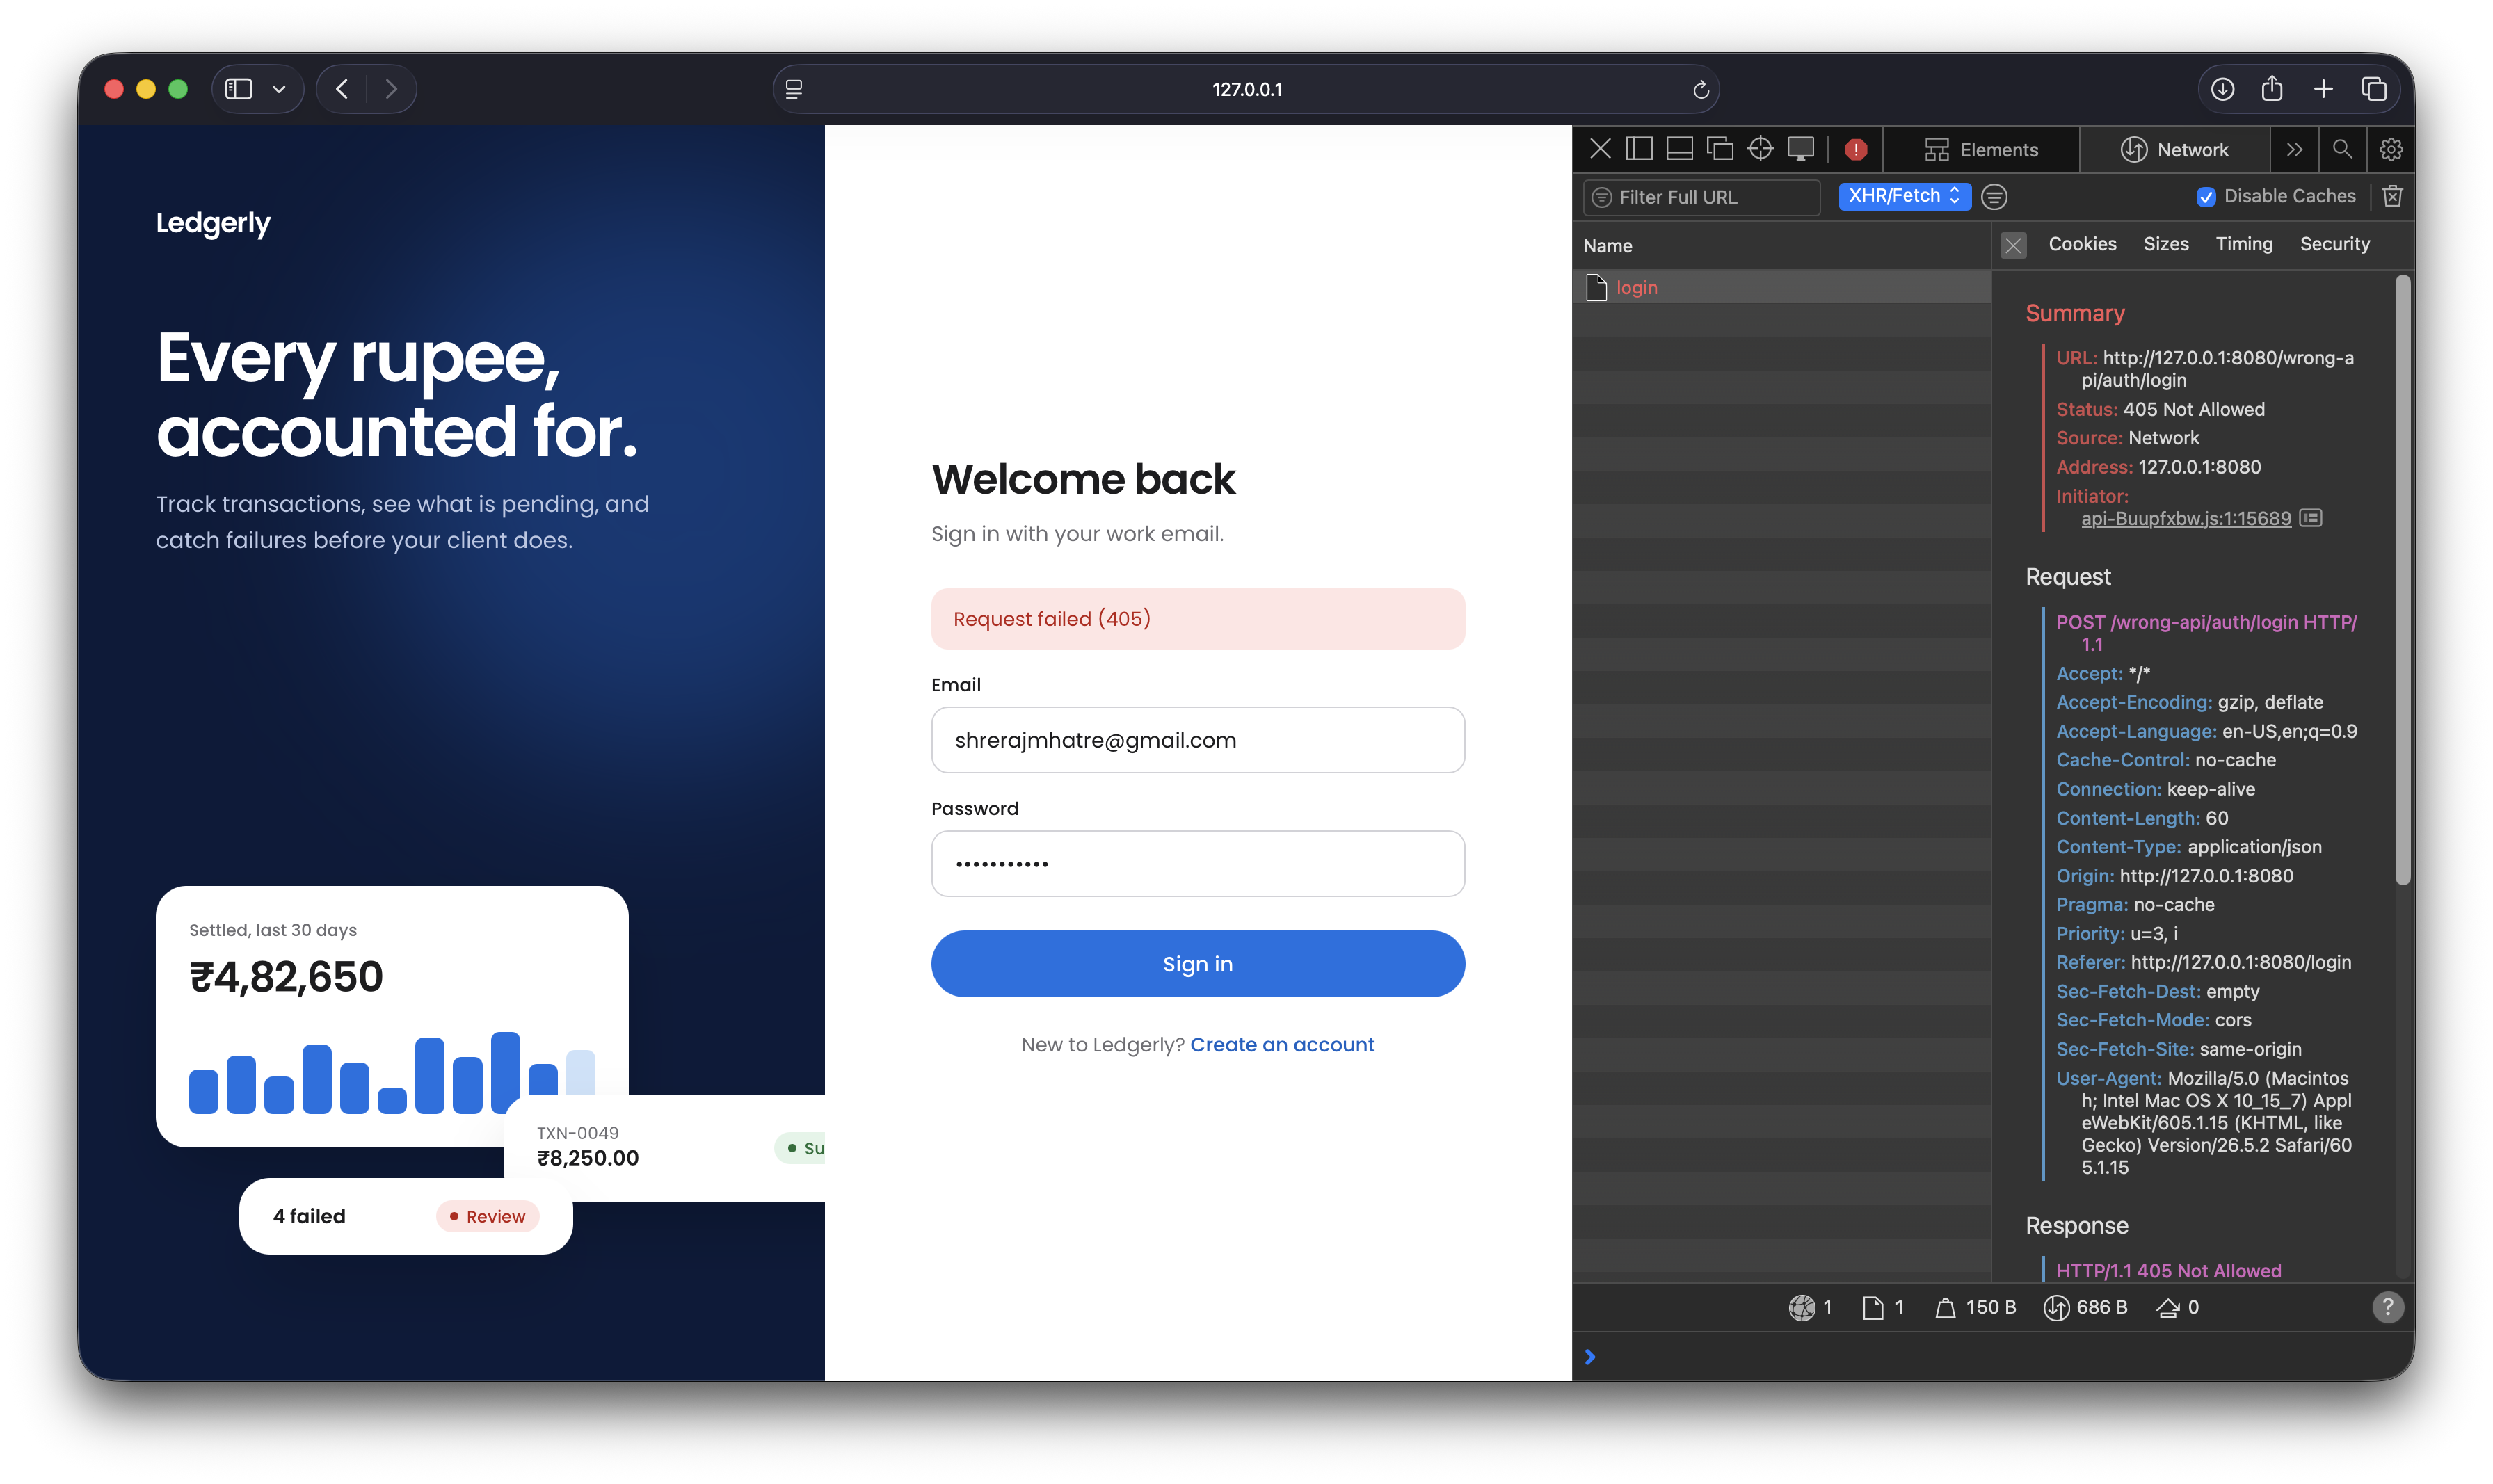 127.0.0.1
Ledgerly
Every rupee,
accounted for.
Track transactions, see what is pending, and
catch failures before your client does.
Settled, last 30 days
₹4,82,650
TXN-0049
₹8,250.00
Su
4 failed
Review
Welcome back
Sign in with your work email.
Request failed (405)
Email
shrerajmhatre@gmail.com
Password
•••••••••••
Sign in
New to Ledgerly? Create an account
Elements
Network
Filter Full URL
XHR/Fetch
Disable Caches
Name
Cookies
Sizes
Timing
Security
login
Summary
URL: http://127.0.0.1:8080/wrong-a
pi/auth/login
Status: 405 Not Allowed
Source: Network
Address: 127.0.0.1:8080
Initiator:
api-Buupfxbw.js:1:15689
Request
POST /wrong-api/auth/login HTTP/
1.1
Accept: */*
Accept-Encoding: gzip, deflate
Accept-Language: en-US,en;q=0.9
Cache-Control: no-cache
Connection: keep-alive
Content-Length: 60
Content-Type: application/json
Origin: http://127.0.0.1:8080
Pragma: no-cache
Priority: u=3, i
Referer: http://127.0.0.1:8080/login
Sec-Fetch-Dest: empty
Sec-Fetch-Mode: cors
Sec-Fetch-Site: same-origin
User-Agent: Mozilla/5.0 (Macintos
h; Intel Mac OS X 10_15_7) Appl
eWebKit/605.1.15 (KHTML, like
Gecko) Version/26.5.2 Safari/60
5.1.15
Response
HTTP/1.1 405 Not Allowed
1
1
150 B
686 B
0
?